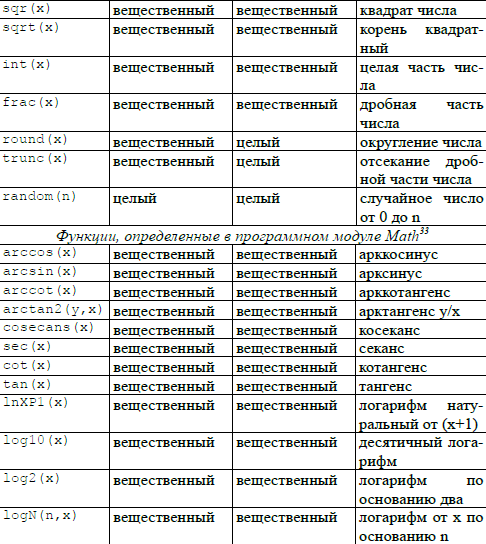 sqr(x) вещественный вещественный квадрат числа
sqrt(x) вещественный вещественный корень квадрат-
ный
int(x) вещественный вещественный целая часть чис-
ла
frac(x) вещественный вещественный дробная часть
числа
round(x) вещественный целый округление числа
trunc(x) вещественный целый отсекание дроб-
ной части числа
random(n) целый целый случайное число
от 0 до n
Функции, определенные в программном модуле Math33
arccos(x) вещественный вещественный арккосинус
arcsin(x) вещественный вещественный арксинус
arccot(x) вещественный вещественный арккотангенс
arctan2(y,x) вещественный вещественный арктангенс y/x
cosecans(x) вещественный вещественный косеканс
sec(x) вещественный вещественный секанс
cot(x) вещественный вещественный котангенс
tan(x) вещественный вещественный тангенс
lnXP1(x) вещественный вещественный логарифм нату-
ральный от (x+1)
log10(x) вещественный вещественный десятичный лога-
рифм
log2(x) вещественный вещественный логарифм по
основанию два
logN(n,x) вещественный вещественный логарифм от x по
основанию n